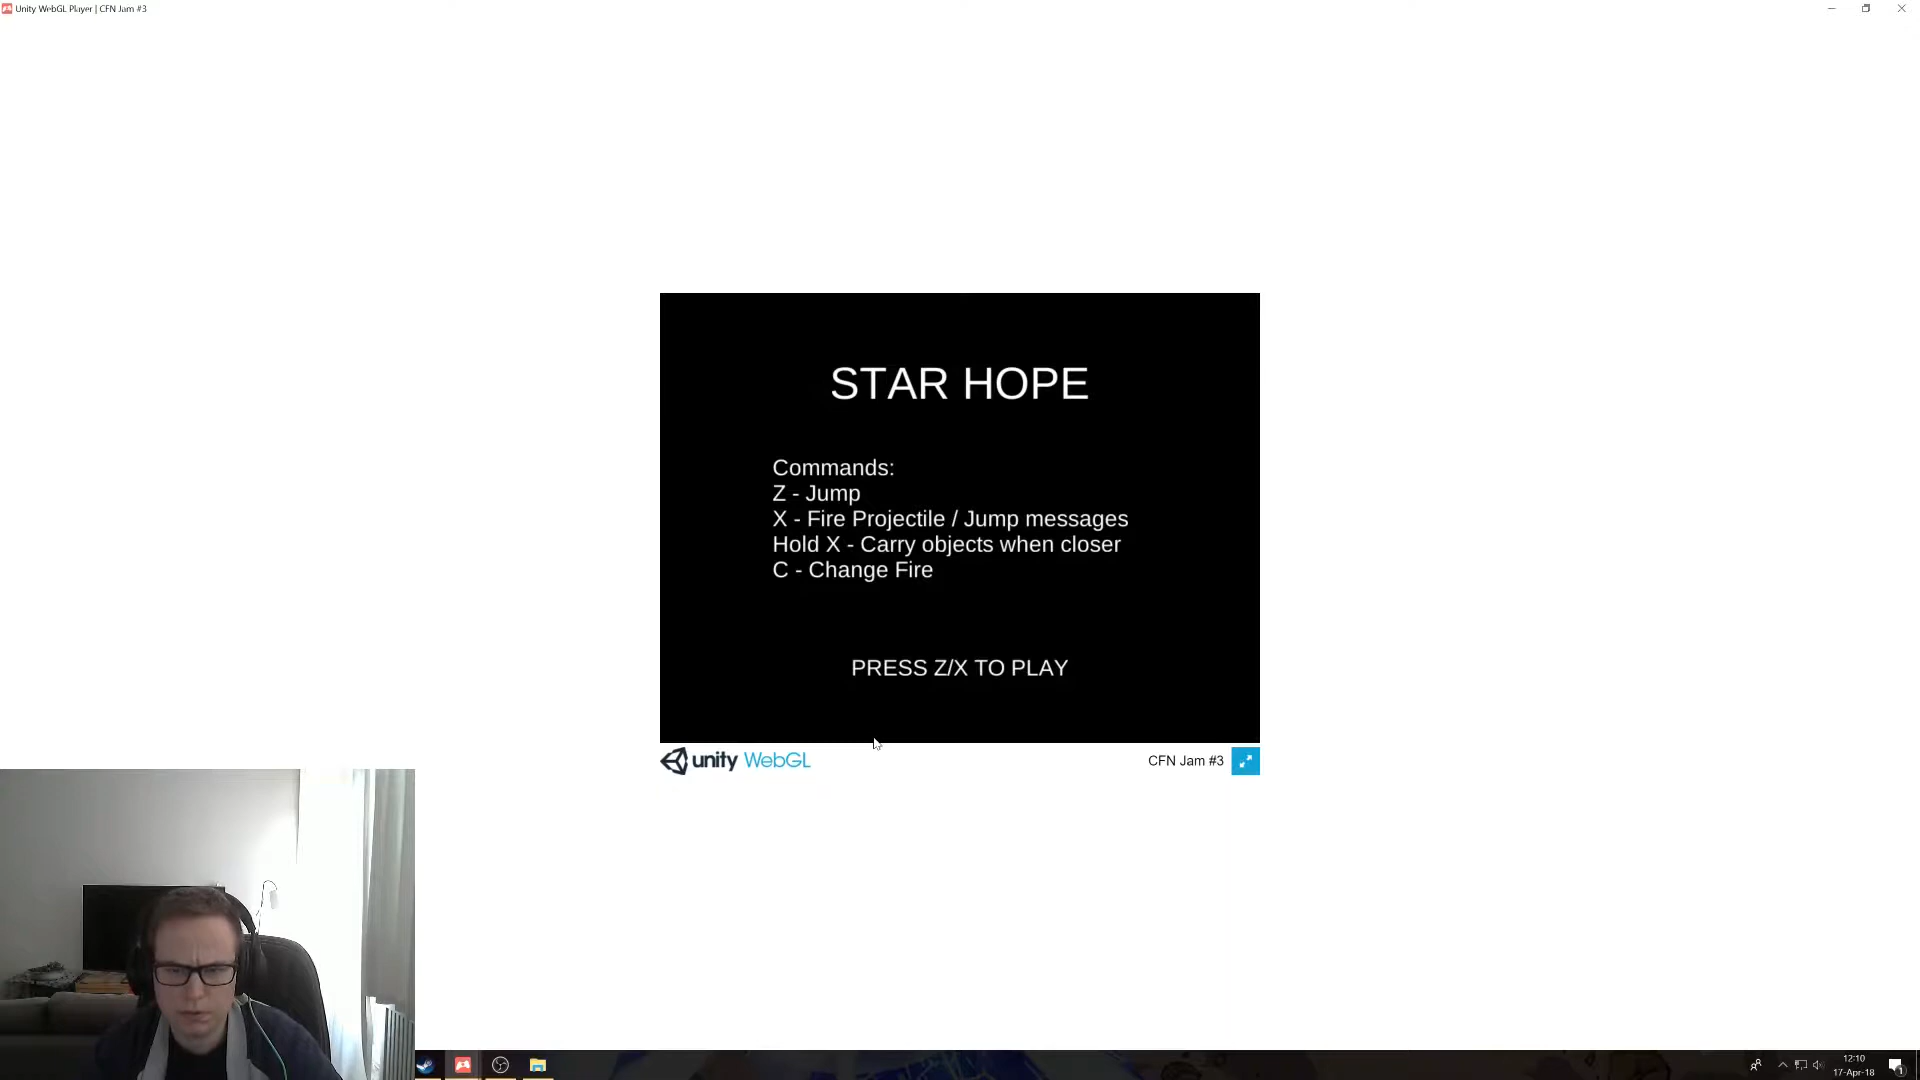 Unity WebGL Player | CFN Jam #3
STAR HOPE
Commands:
Z - Jump
X - Fire Projectile / Jump messages
Hold X - Carry objects when closer
C - Change Fire
PRESS Z/X TO PLAY
unity WebGL
CFN Jam #3
12:10
17-Apr-18
1